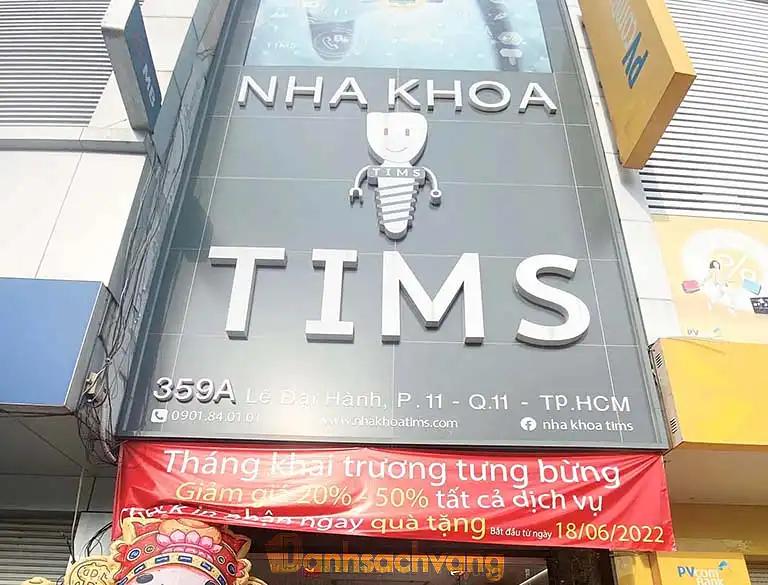 NHA KHOA
TIMS
TIMS
359A Lê Đại Hành, P.11 - Q.11 - TP.HCM
0901.84.01.01 www.nhakhoatims.com nha khoa tims
Tháng khai trương tưng bừng
Giảm giá 20% - 50% tất cả dịch vụ
nhận ngay quà tặng Bắt đầu từ ngày 18/06/2022
Danhsachvang
PVcom
BANK